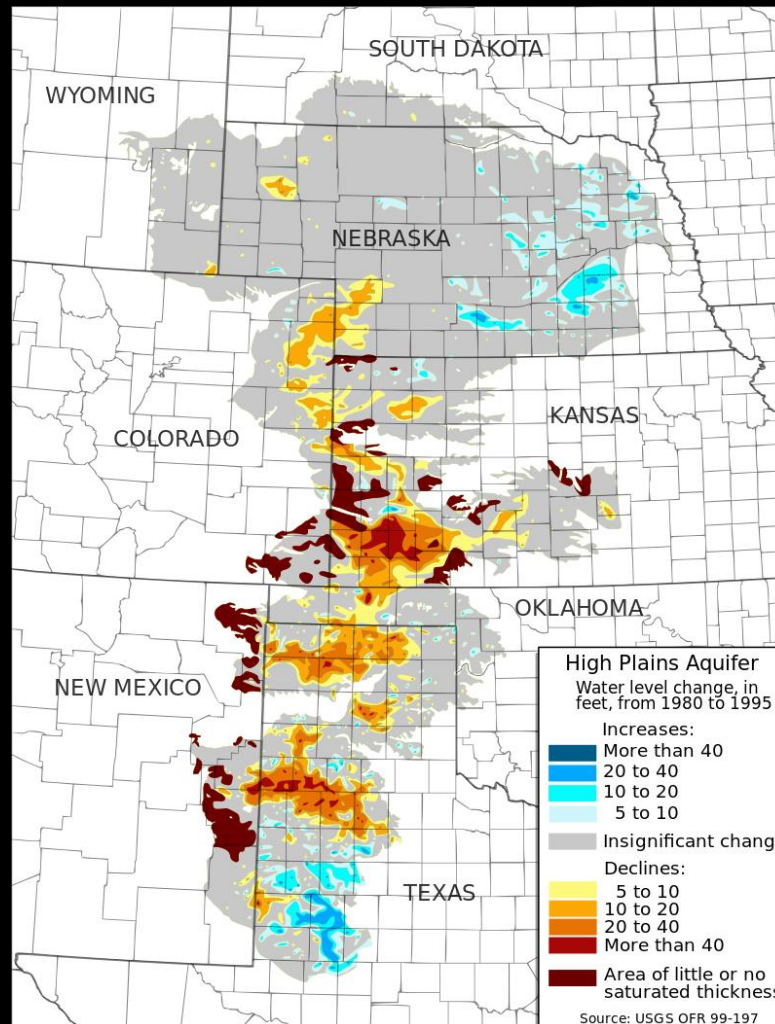 SOUTH DAKOTA
WYOMING
NEBRASKA
KANSAS
COLORADO
OKLAHOMA
NEW MEXICO
TEXAS
High Plains Aquifer
Water level change, in
feet, from 1980 to 1995
Increases:
More than 40
20 to 40
10 to 20
5 to 10
Insignificant chang
Declines:
5 to 10
10 to 20
20 to 40
More than 40
Area of little or no
saturated thickness
Source: USGS OFR 99-197